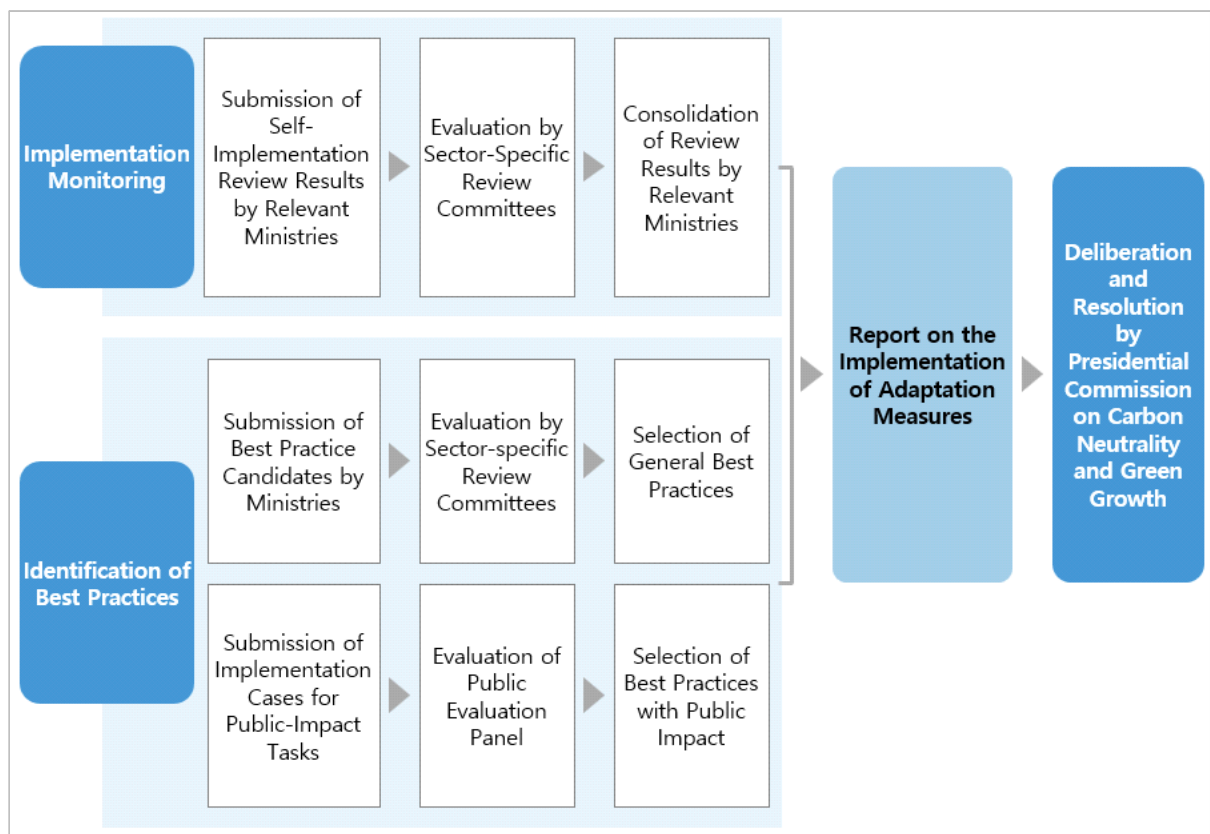 Implementation
Monitoring
Submission of
Self-
Implementation
Review Results
by Relevant
Ministries
Evaluation by
Sector-Specific
Review
Committees
Consolidation
of Review
Results by
Relevant
Ministries
Identification of
Best Practices
Submission of
Best Practice
Candidates by
Ministries
Evaluation by
Sector-specific
Review
Committees
Selection of
General Best
Practices
Submission of
Implementation
Cases for
Public-Impact
Tasks
Evaluation of
Public
Evaluation
Panel
Selection of
Best Practices
with Public
Impact
Report on the
Implementation
of Adaptation
Measures
Deliberation
and
Resolution
by
Presidential
Commission
on Carbon
Neutrality
and Green
Growth